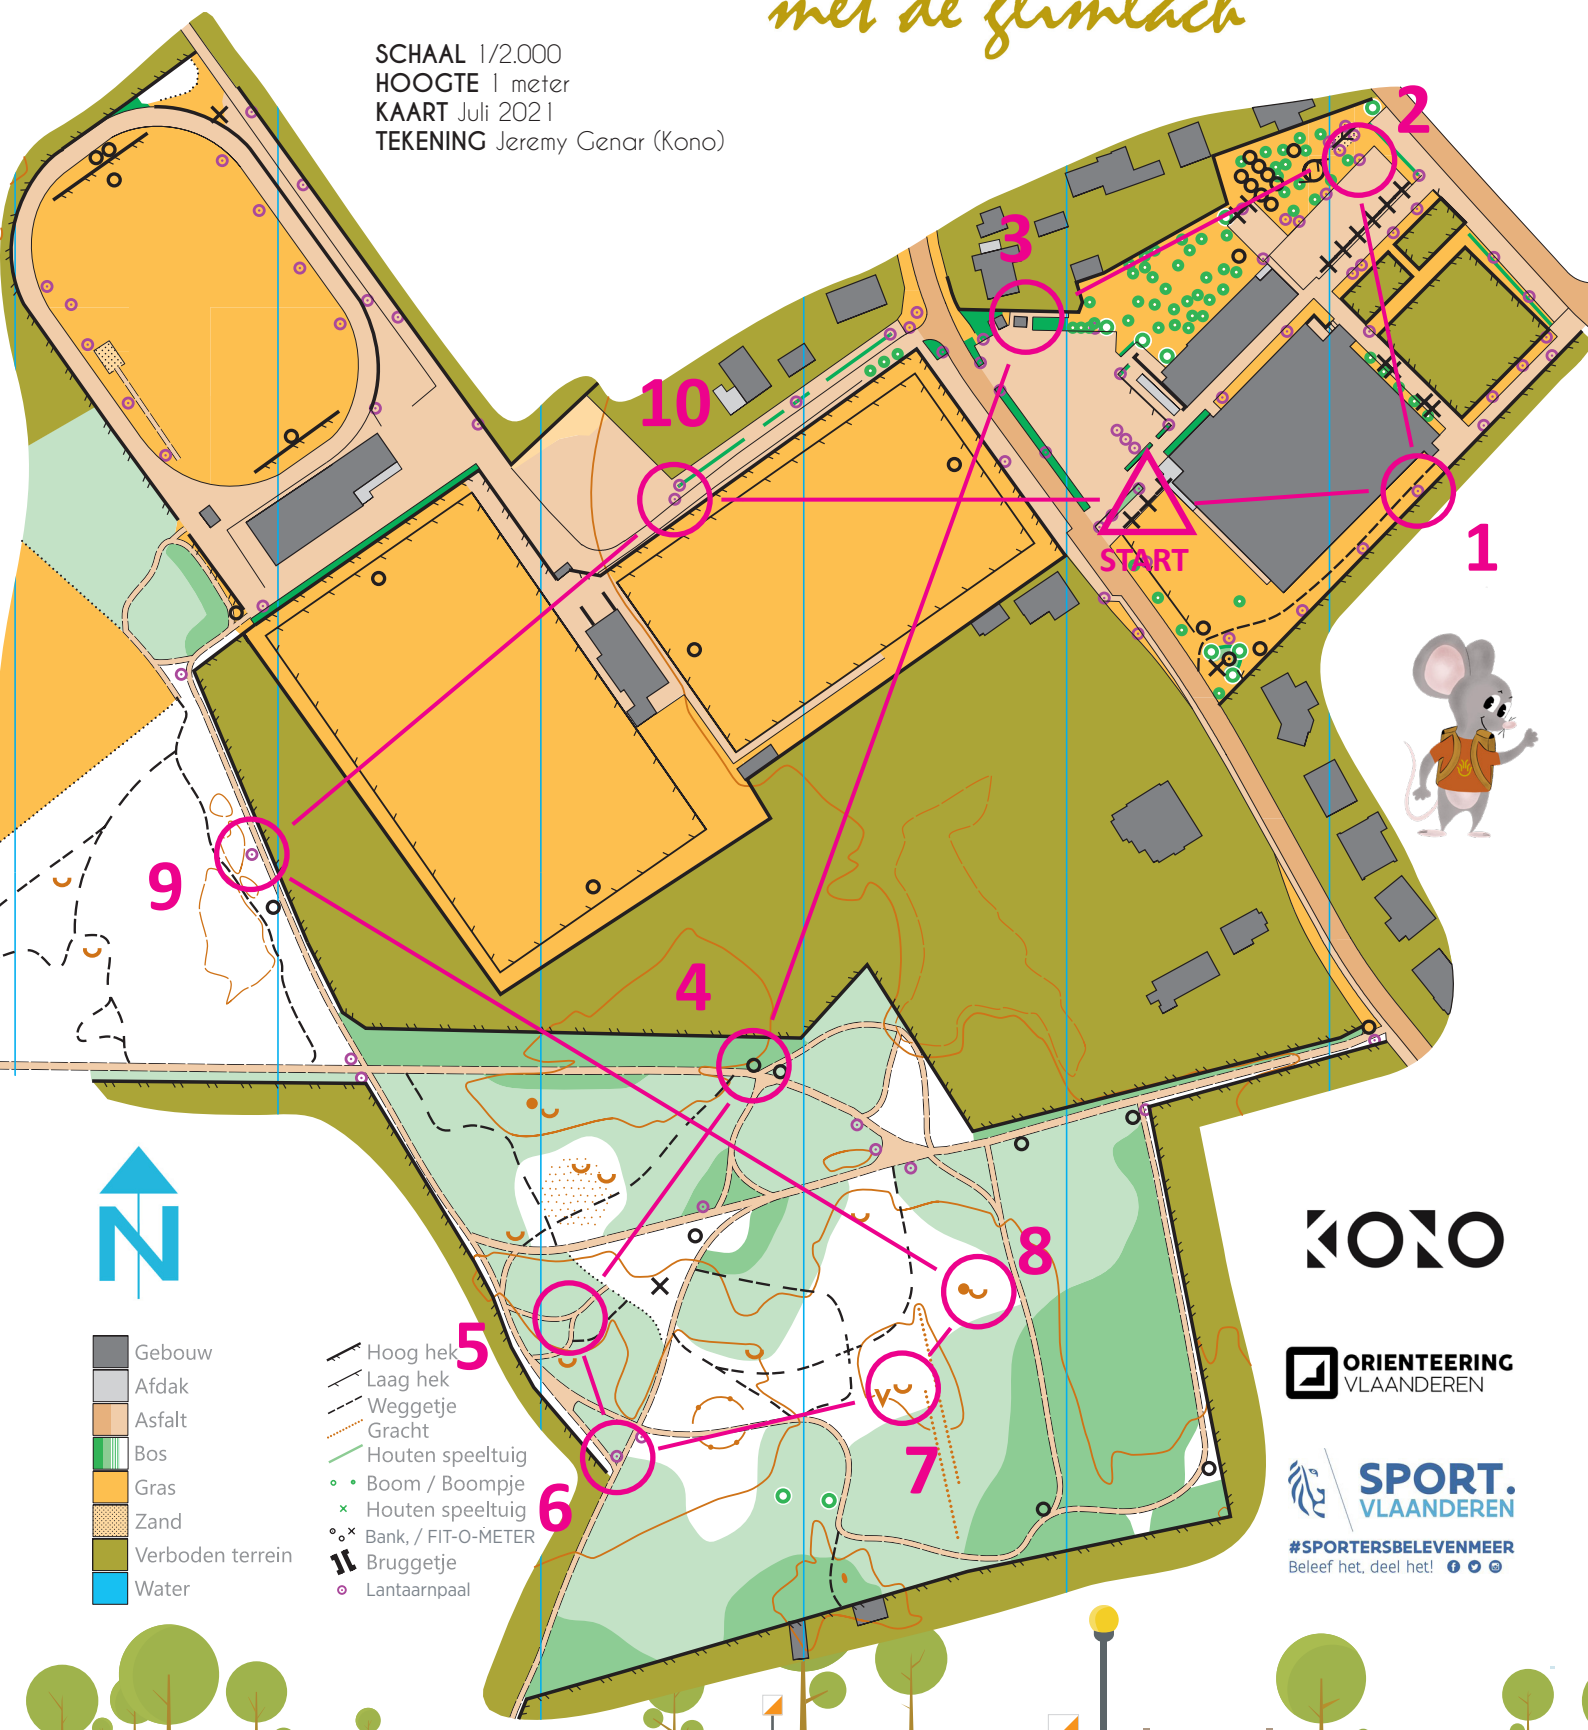 met de glimlach
SCHAAL 1/2.000
HOOGTE 1 meter
KAART Juli 2021
TEKENING Jeremy Genar (Kono)
2
3
10
START
1
9
4
8
5
7
6
N
Gebouw
Afdak
Asfalt
Bos
Gras
Zand
Verboden terrein
Water
Hoog hek
Laag hek
Weggetje
Gracht
Houten speeltuig
Boom / Boompje
Houten speeltuig
Bank, / FIT-O-METER
Bruggetje
Lantaarnpaal
KONO
ORIENTEERING
VLAANDEREN
SPORT.
VLAANDEREN
#SPORTERSBELEVENMEER
Beleef het, deel het!